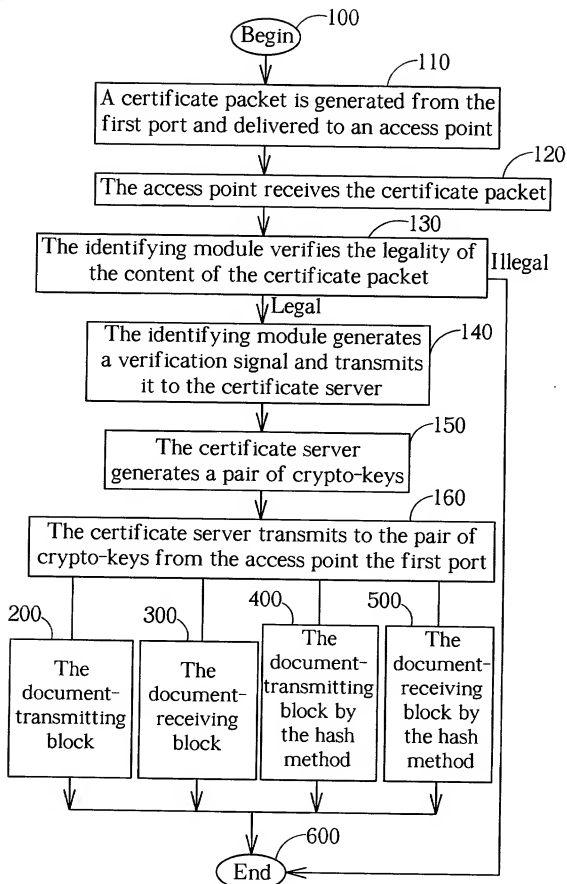 100
Begin
110
A certificate packet is generated from the
first port and delivered to an access point
120
The access point receives the certificate packet
130
The identifying module verifies the legality of
the content of the certificate packet
Illegal
Legal
The identifying module generates
a verification signal and transmits
it to the certificate server
140
150
The certificate server
generates a pair of crypto-keys
160
The certificate server transmits to the pair of
crypto-keys from the access point the first port
200
The
document-
transmitting
block
300
The
document-
receiving
block
400
The
document-
transmitting
block by
the hash
method
500
The
document-
receiving
block by
the hash
method
600
End